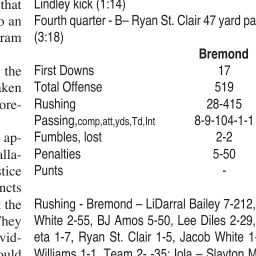 that
o an
ram
the
aken
ore-
ap-
alla-
stice
ncts
the
They
wid-
ould
Lindley kick (1:14)
Fourth quarter - B– Ryan St. Clair 47 yard pa
(3:18)
Bremond
First Downs 17
Total Offense 519
Rushing 28-415
Passing,comp,att,yds,Td,Int 8-9-104-1-1
Fumbles, lost 2-2
Penalties 5-50
Punts -
Rushing - Bremond – LiDarral Bailey 7-212,
White 2-55, BJ Amos 5-50, Lee Diles 2-29,
eta 1-7, Ryan St. Clair 1-5, Jacob White 1-
Williams 1-1, Team 2- -35; Iola – Slayton M